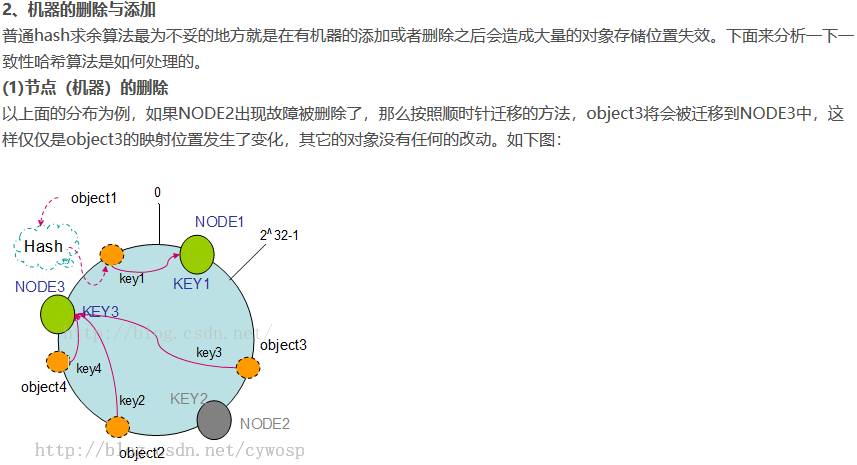 2、机器的删除与添加
普通hash求余算法最为不妥的地方就是在有机器的添加或者删除之后会造成大量的对象存储位置失效。下面来分析一下一
致性哈希算法是如何处理的。
(1)节点（机器）的删除
以上面的分布为例，如果NODE2出现故障被删除了，那么按照顺时针迁移的方法，object3将会被迁移到NODE3中，这
样仅仅是object3的映射位置发生了变化，其它的对象没有任何的改动。如下图：
0
object1
NODE1
2^32-1
Hash
key1
KEY1
NODE3
KEY3
http://blog.csdn.net/
object3
key3
key4
object4
key2
KEY2
NODE2
http://blog.csdn.net/cywosp
object2